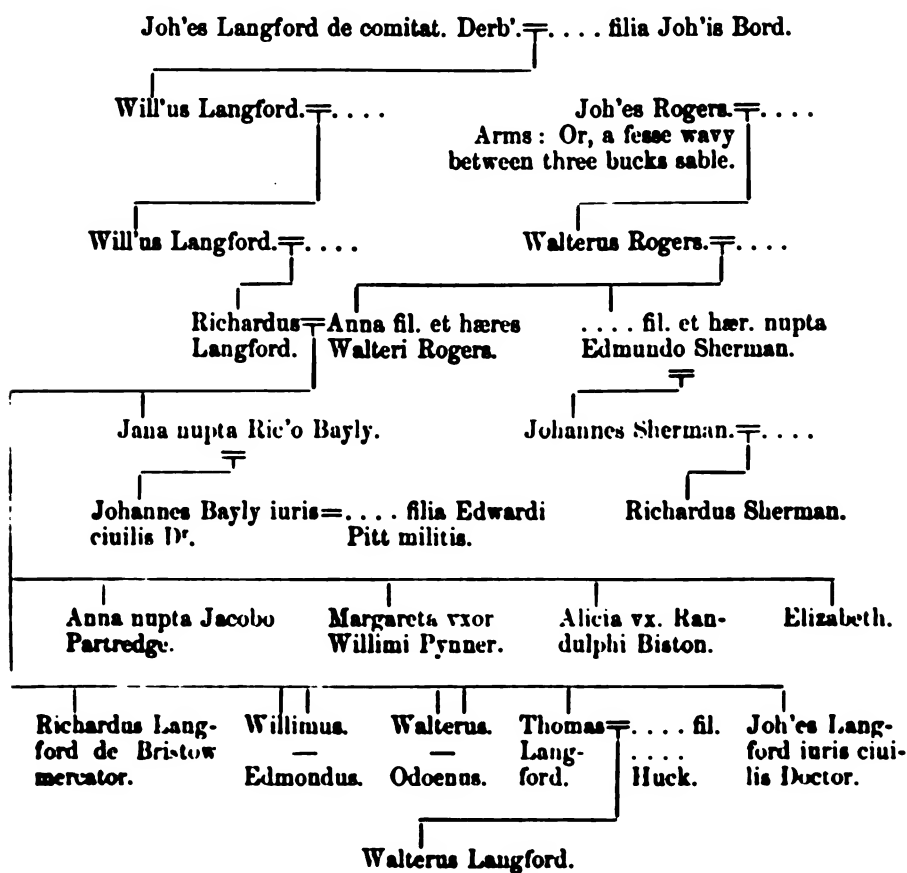 Joh'es Langford de comitat. Derb'.=. . . . filia Joh'is Bord.
Will'us Langford.=. . . .
Joh'es Rogers.=. . . .
Arms : Or, a fesse wavy
between three bucks sable.
Will'us Langford.=. . . .
Walterus Rogers.=. . . .
Richardus=Anna fil. et hæres
Langford. Walteri Rogers.
. . . . fil. et hær. nupta
Edmundo Sherman.
Jana nupta Ric'o Bayly.
Johannes Sherman.=. . . .
Johannes Bayly iuris=. . . . filia Edwardi
ciuilis Dr. Pitt militis.
Richardus Sherman.
Anna nupta Jacobo
Partredge.
Margareta vxor
Willimi Pynner.
Alicia vx. Ran-
dulphi Biston.
Elizabeth.
Richardus Lang-
ford de Bristow
mercator.
Willimus.
—
Edmondus.
Walterus.
—
Odoenus.
Thomas=. . . . fil.
Lang- . . . .
ford. Huck.
Joh'es Lang-
ford iuris ciui-
lis Doctor.
Walterus Langford.